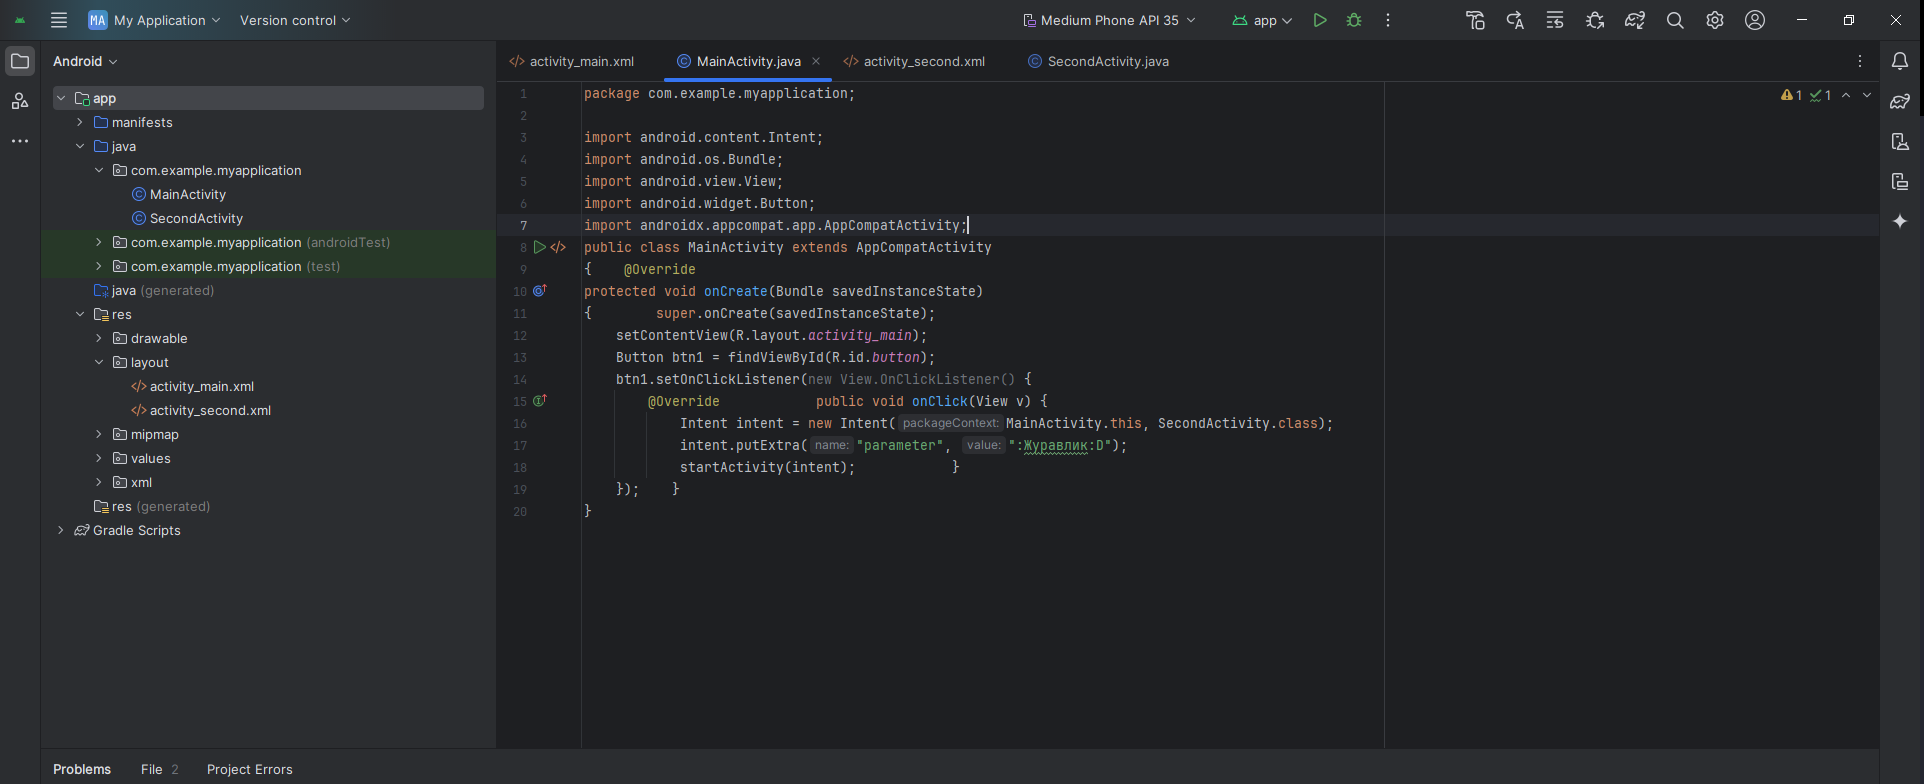 MA My Application Version control Medium Phone API 35 app
Android
activity_main.xml MainActivity.java activity_second.xml SecondActivity.java
app
manifests
java
com.example.myapplication
MainActivity
SecondActivity
com.example.myapplication (androidTest)
com.example.myapplication (test)
java (generated)
res
drawable
layout
activity_main.xml
activity_second.xml
mipmap
values
xml
res (generated)
Gradle Scripts
1 package com.example.myapplication; 1 1
2
3 import android.content.Intent;
4 import android.os.Bundle;
5 import android.view.View;
6 import android.widget.Button;
7 import androidx.appcompat.app.AppCompatActivity;
8 public class MainActivity extends AppCompatActivity
9 {    @Override
10 protected void onCreate(Bundle savedInstanceState)
11 {        super.onCreate(savedInstanceState);
12     setContentView(R.layout.activity_main);
13     Button btn1 = findViewById(R.id.button);
14     btn1.setOnClickListener(new View.OnClickListener() {
15         @Override            public void onClick(View v) {
16             Intent intent = new Intent( packageContext: MainActivity.this, SecondActivity.class);
17             intent.putExtra( name: "parameter", value: ":Журавлик:D");
18             startActivity(intent);            }
19     });    }
20 }
Problems File 2 Project Errors